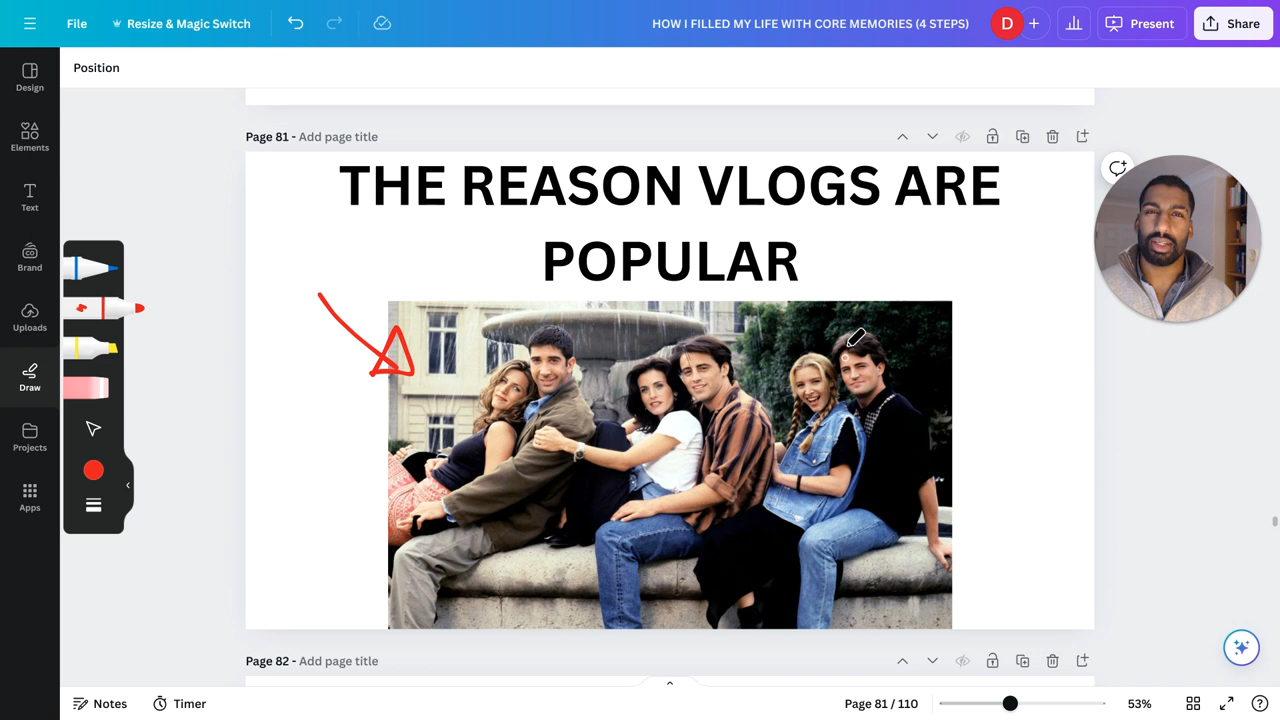 File
Resize & Magic Switch
HOW I FILLED MY LIFE WITH CORE MEMORIES (4 STEPS)
D
Present
Share
Position
Design
Elements
Text
Brand
Uploads
Draw
Projects
Apps
Page 81 - Add page title
THE REASON VLOGS ARE
POPULAR
Page 82 - Add page title
Notes
Timer
Page 81 / 110
53%